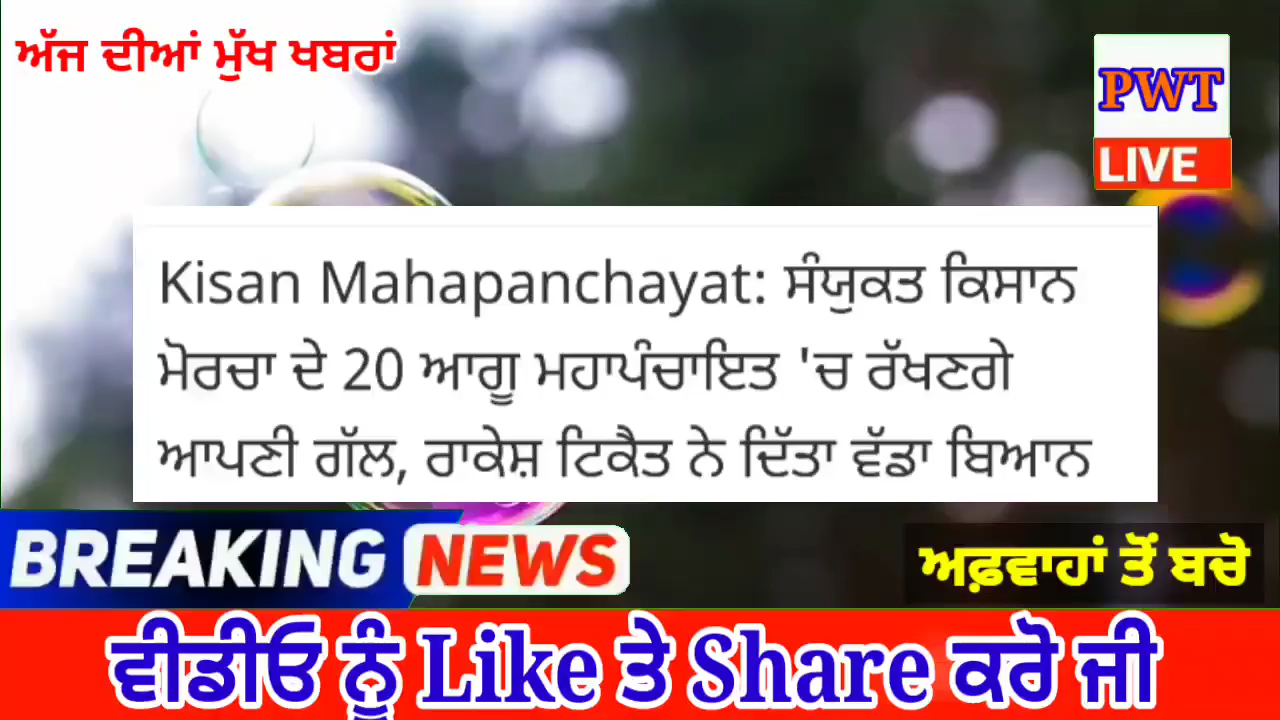 ਅੱਜ ਦੀਆਂ ਮੁੱਖ ਖਬਰਾਂ
PWT
LIVE
Kisan Mahapanchayat: ਸੰਯੁਕਤ ਕਿਸਾਨ
ਮੋਰਚਾ ਦੇ 20 ਆਗੂ ਮਹਾਪੰਚਾਇਤ 'ਚ ਰੱਖਣਗੇ
ਆਪਣੀ ਗੱਲ, ਰਾਕੇਸ਼ ਟਿਕੈਤ ਨੇ ਦਿੱਤਾ ਵੱਡਾ ਬਿਆਨ
BREAKING NEWS
ਅਫ਼ਵਾਹਾਂ ਤੋਂ ਬਚੋ
ਵੀਡੀਓ ਨੂੰ Like ਤੇ Share ਕਰੋ ਜੀ